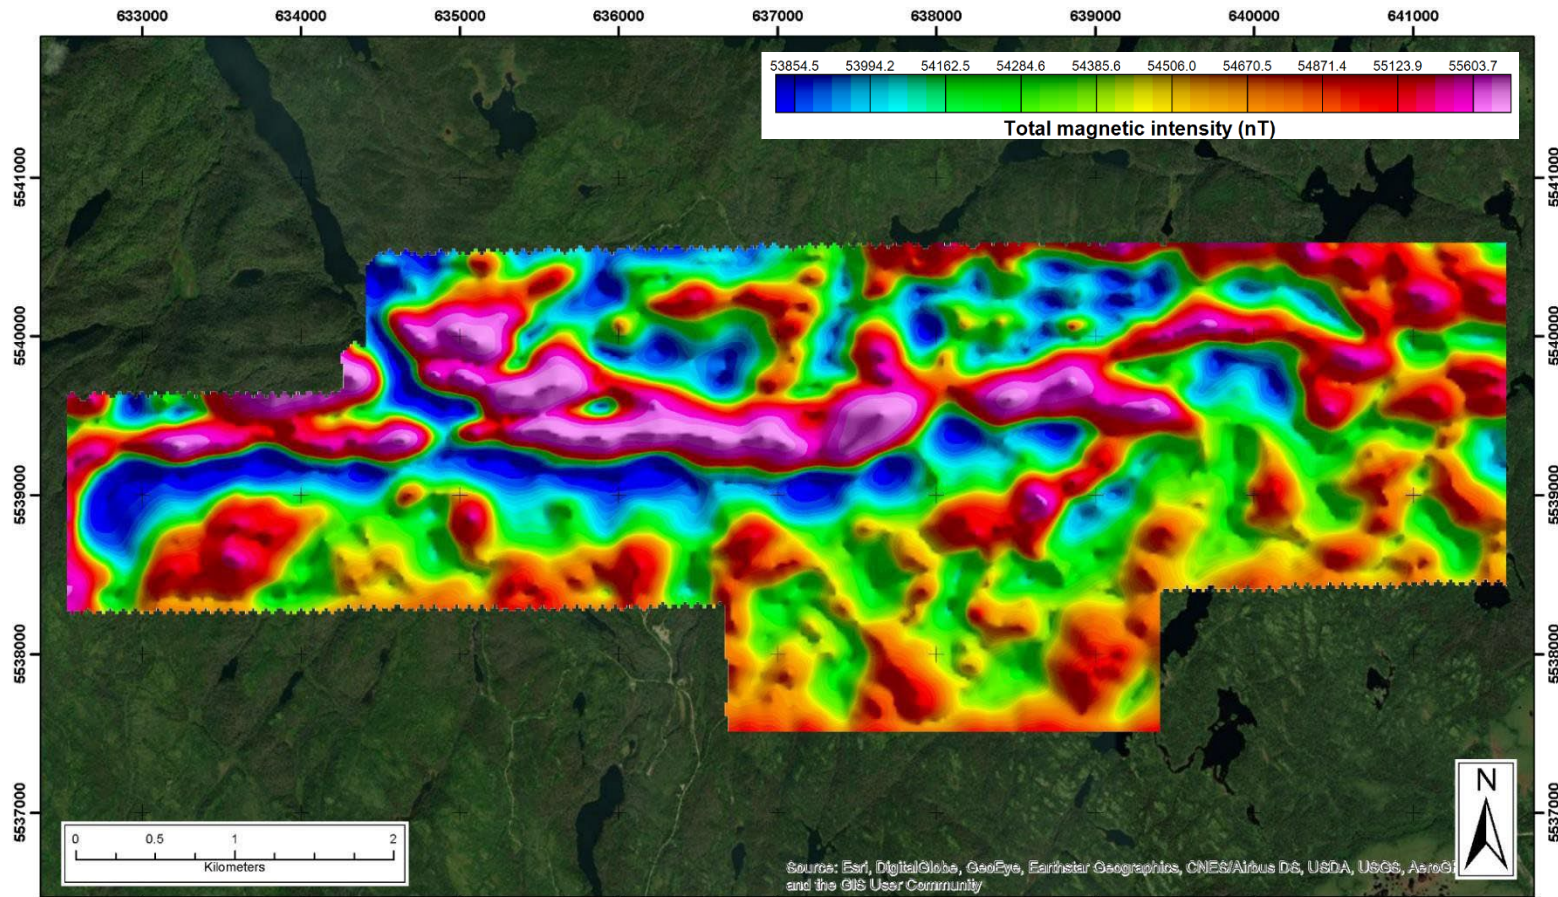 633000 634000 635000 636000 637000 638000 639000 640000 641000
53854.5 53994.2 54162.5 54284.6 54385.6 54506.0 54670.5 54871.4 55123.9 55603.7
Total magnetic intensity (nT)
5541000 5541000
5540000 5540000
5539000 5539000
5538000 5538000
5537000 5537000
N
0 0.5 1 2
Kilometers
Source: Esri, DigitalGlobe, GeoEye, Earthstar Geographics, CNES/Airbus DS, USDA, USGS,
and the GIS User Community